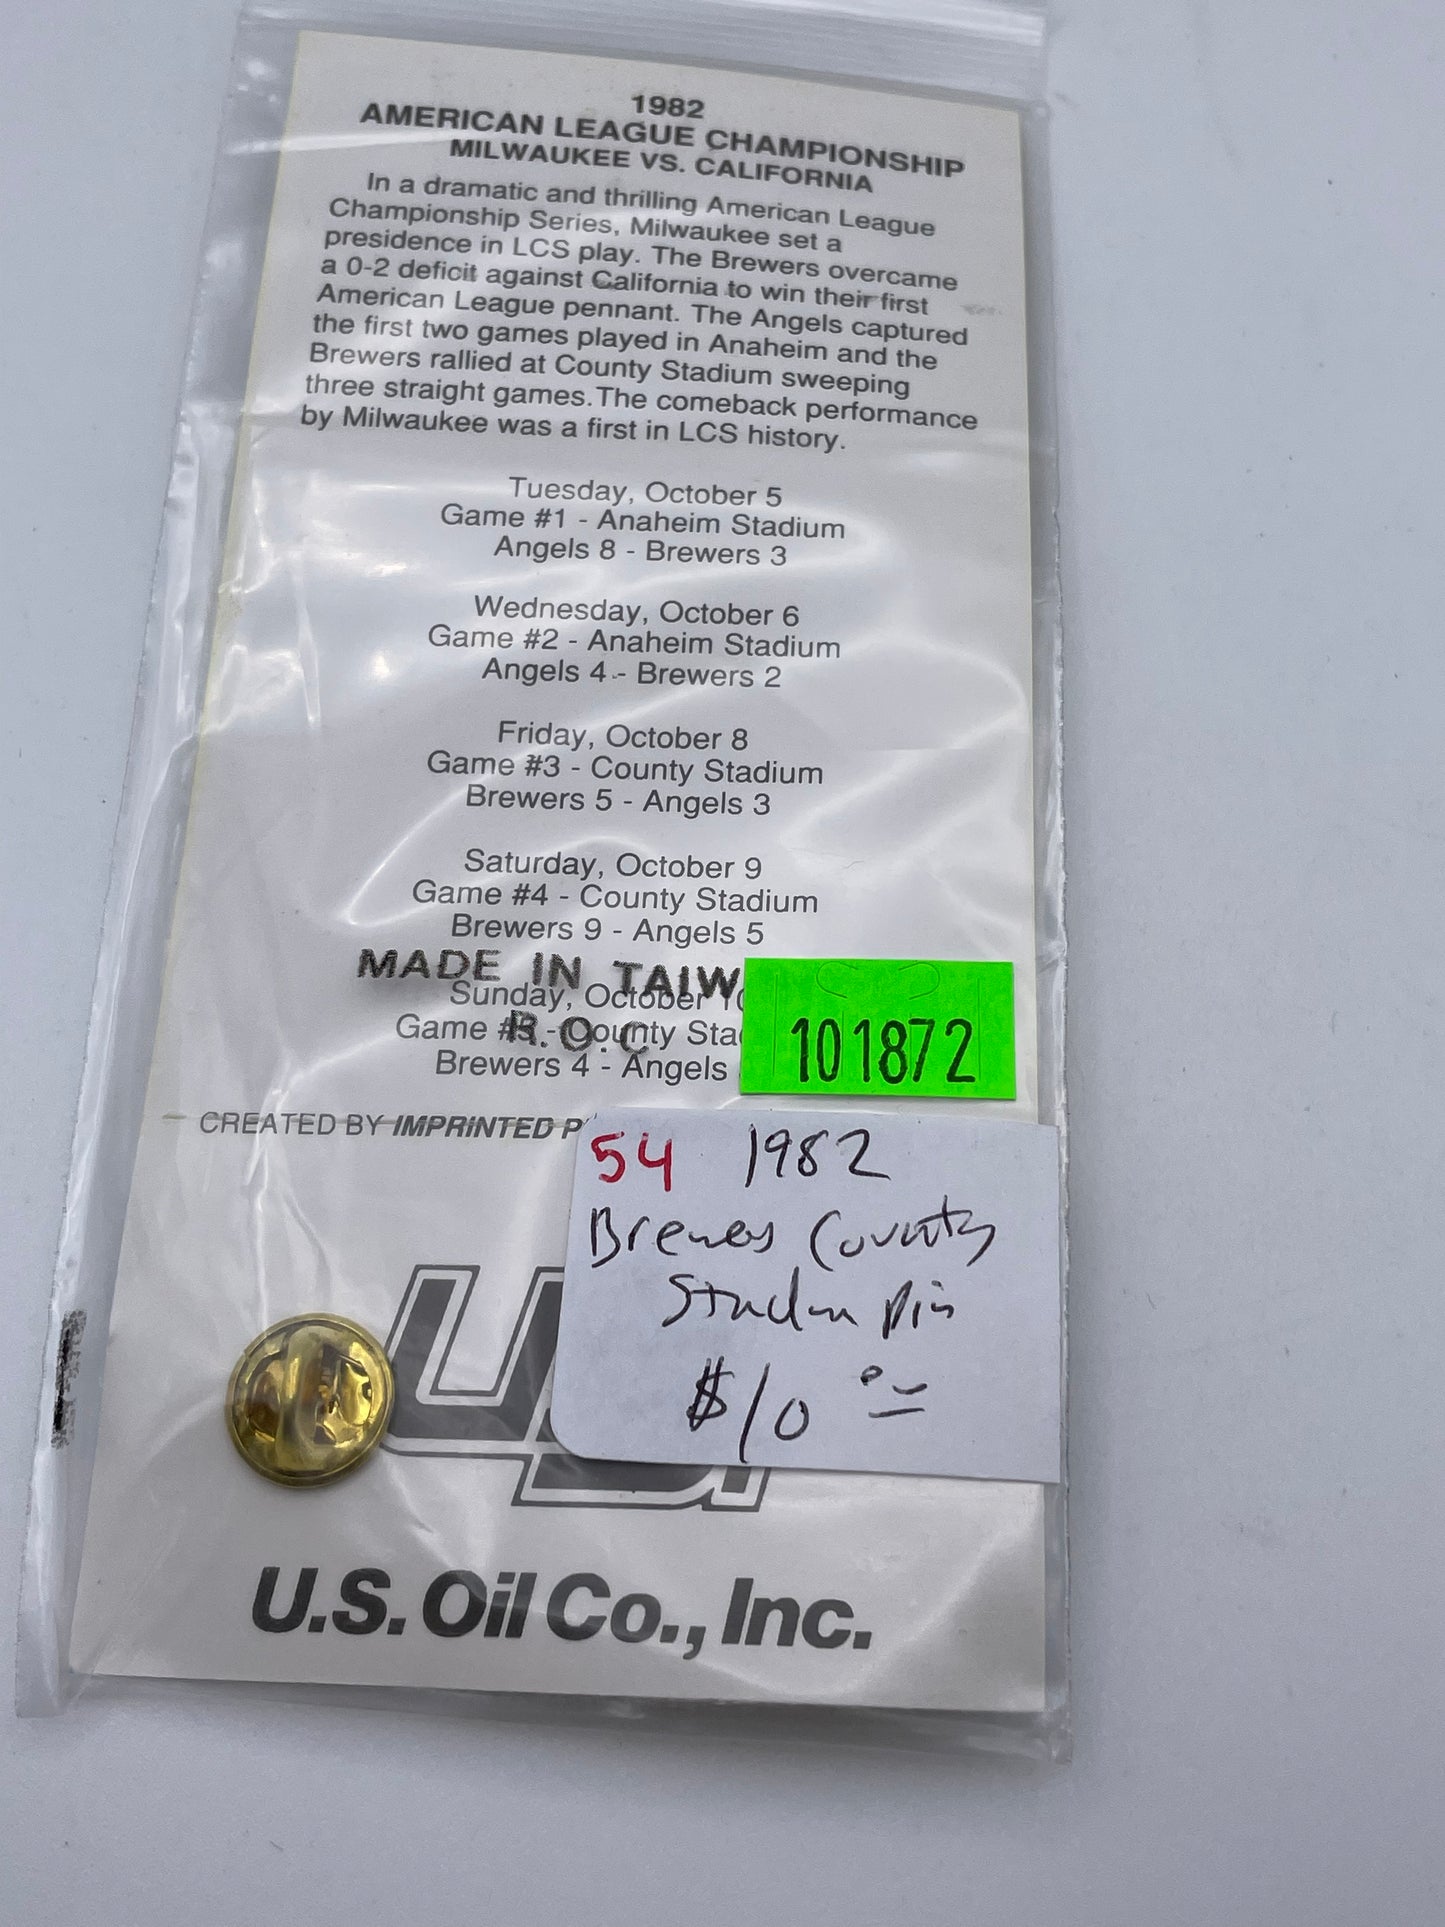 1982
AMERICAN LEAGUE CHAMPIONSHIP
MILWAUKEE VS. CALIFORNIA
In a dramatic and thrilling American League
Championship Series, Milwaukee set a
presidence in LCS play. The Brewers overcame
a 0-2 deficit against California to win their first
American League pennant. The Angels captured
the first two games played in Anaheim and the
Brewers rallied at County Stadium sweeping
three straight games. The comeback performance
by Milwaukee was a first in LCS history.
Tuesday, October 5
Game #1 - Anaheim Stadium
Angels 8 - Brewers 3
Wednesday, October 6
Game #2 - Anaheim Stadium
Angels 4 - Brewers 2
Friday, October 8
Game #3 - County Stadium
Brewers 5 - Angels 3
Saturday, October 9
Game #4 - County Stadium
Brewers 9 - Angels 5
MADE IN TAIW
Sunday, October 10
R.O.C
Game #5 - County Sta
Brewers 4 - Angels
101872
CREATED BY IMPRINTED P
54 1982
Brewers County
Stadium Pin
$10 00
U.S. Oil Co., Inc.